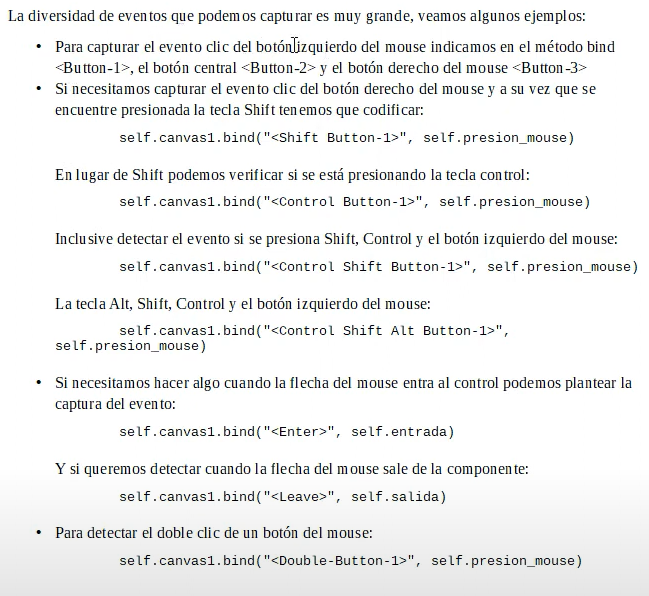 La diversidad de eventos que podemos capturar es muy grande, veamos algunos ejemplos:
• Para capturar el evento clic del botón izquierdo del mouse indicamos en el método bind
<Button-1>, el botón central <Button-2> y el botón derecho del mouse <Button-3>
• Si necesitamos capturar el evento clic del botón derecho del mouse y a su vez que se
encuentre presionada la tecla Shift tenemos que codificar:
self.canvas1.bind("<Shift Button-1>", self.presion_mouse)
En lugar de Shift podemos verificar si se está presionando la tecla control:
self.canvas1.bind("<Control Button-1>", self.presion_mouse)
Inclusive detectar el evento si se presiona Shift, Control y el botón izquierdo del mouse:
self.canvas1.bind("<Control Shift Button-1>", self.presion_mouse)
La tecla Alt, Shift, Control y el botón izquierdo del mouse:
self.canvas1.bind("<Control Shift Alt Button-1>",
self.presion_mouse)
• Si necesitamos hacer algo cuando la flecha del mouse entra al control podemos plantear la
captura del evento:
self.canvas1.bind("<Enter>", self.entrada)
Y si queremos detectar cuando la flecha del mouse sale de la componente:
self.canvas1.bind("<Leave>", self.salida)
• Para detectar el doble clic de un botón del mouse:
self.canvas1.bind("<Double-Button-1>", self.presion_mouse)